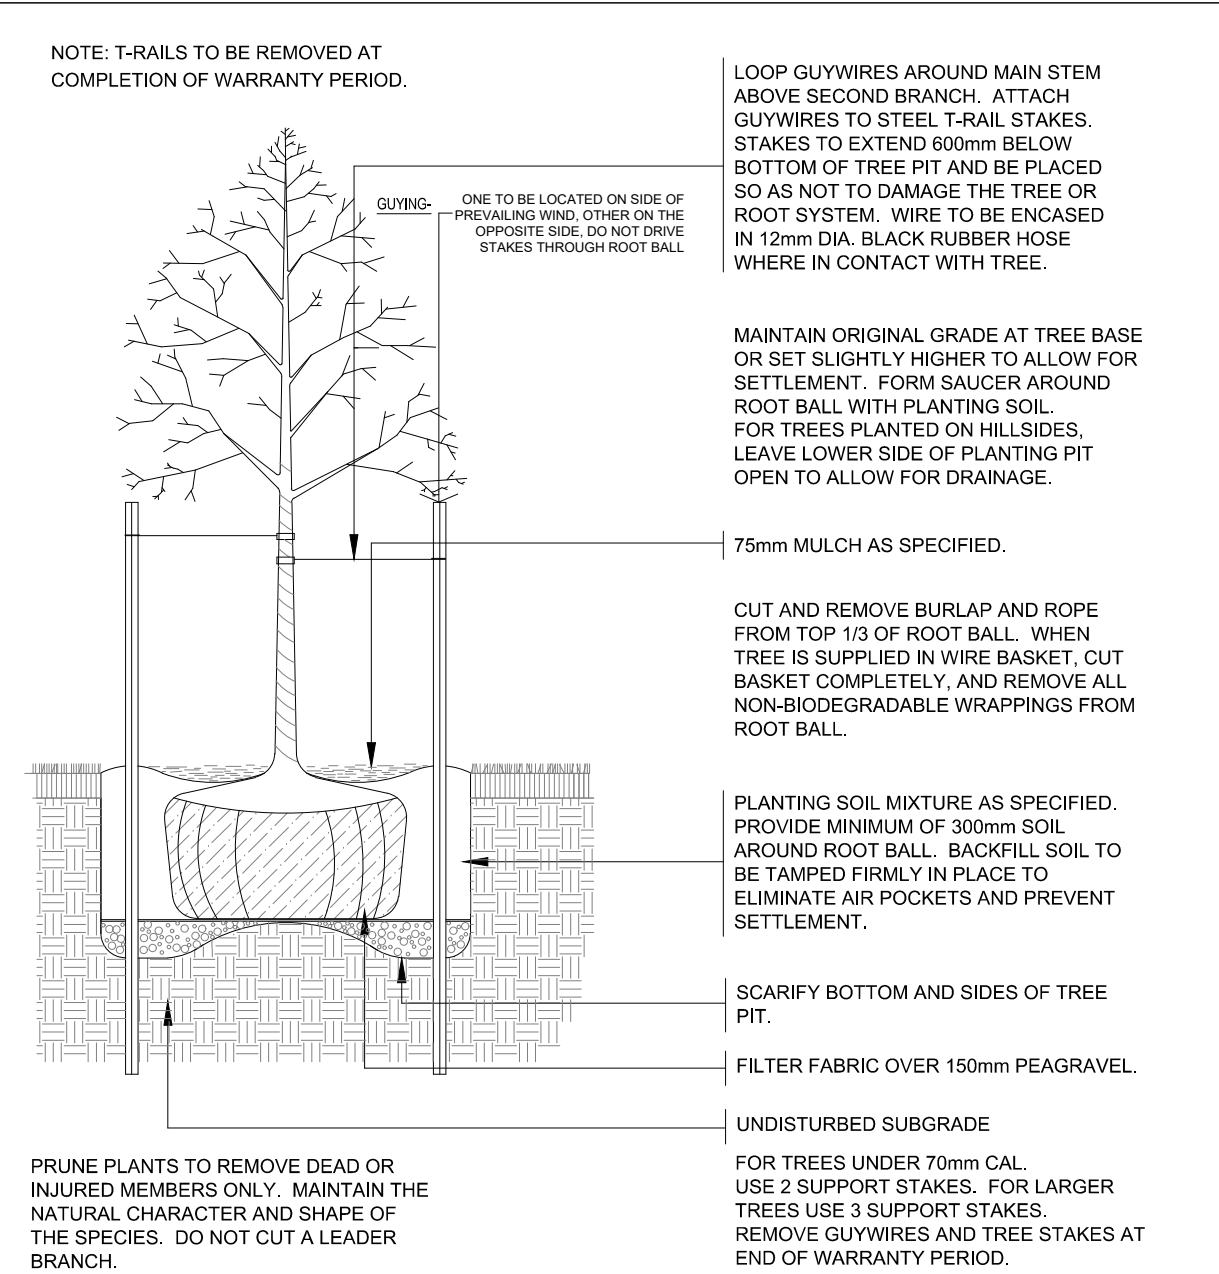 NOTE: T-RAILS TO BE REMOVED AT
COMPLETION OF WARRANTY PERIOD.
LOOP GUYWIRES AROUND MAIN STEM
ABOVE SECOND BRANCH. ATTACH
GUYWIRES TO STEEL T-RAIL STAKES.
STAKES TO EXTEND 600mm BELOW
BOTTOM OF TREE PIT AND BE PLACED
SO AS NOT TO DAMAGE THE TREE OR
ROOT SYSTEM. WIRE TO BE ENCASED
IN 12mm DIA. BLACK RUBBER HOSE
WHERE IN CONTACT WITH TREE.
GUYING-
ONE TO BE LOCATED ON SIDE OF
PREVAILING WIND, OTHER ON THE
OPPOSITE SIDE, DO NOT DRIVE
STAKES THROUGH ROOT BALL
MAINTAIN ORIGINAL GRADE AT TREE BASE
OR SET SLIGHTLY HIGHER TO ALLOW FOR
SETTLEMENT. FORM SAUCER AROUND
ROOT BALL WITH PLANTING SOIL.
FOR TREES PLANTED ON HILLSIDES,
LEAVE LOWER SIDE OF PLANTING PIT
OPEN TO ALLOW FOR DRAINAGE.
75mm MULCH AS SPECIFIED.
CUT AND REMOVE BURLAP AND ROPE
FROM TOP 1/3 OF ROOT BALL. WHEN
TREE IS SUPPLIED IN WIRE BASKET, CUT
BASKET COMPLETELY, AND REMOVE ALL
NON-BIODEGRADABLE WRAPPINGS FROM
ROOT BALL.
PLANTING SOIL MIXTURE AS SPECIFIED.
PROVIDE MINIMUM OF 300mm SOIL
AROUND ROOT BALL. BACKFILL SOIL TO
BE TAMPED FIRMLY IN PLACE TO
ELIMINATE AIR POCKETS AND PREVENT
SETTLEMENT.
SCARIFY BOTTOM AND SIDES OF TREE
PIT.
FILTER FABRIC OVER 150mm PEAGRAVEL.
UNDISTURBED SUBGRADE
PRUNE PLANTS TO REMOVE DEAD OR
INJURED MEMBERS ONLY. MAINTAIN THE
NATURAL CHARACTER AND SHAPE OF
THE SPECIES. DO NOT CUT A LEADER
BRANCH.
FOR TREES UNDER 70mm CAL.
USE 2 SUPPORT STAKES. FOR LARGER
TREES USE 3 SUPPORT STAKES.
REMOVE GUYWIRES AND TREE STAKES AT
END OF WARRANTY PERIOD.